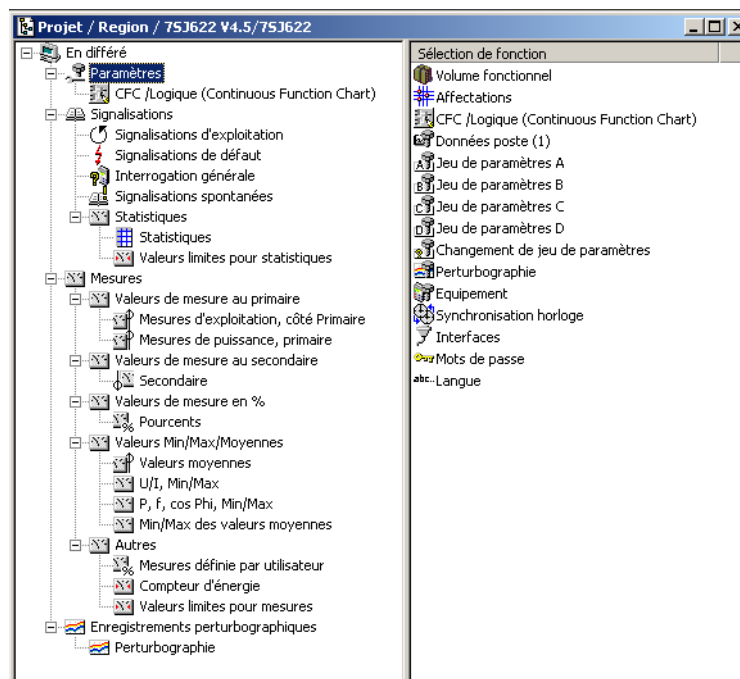 Projet / Region / 7SJ622 V4.5/7SJ622
En différé
Paramètres
CFC /Logique (Continuous Function Chart)
Signalisations
Signalisations d'exploitation
Signalisations de défaut
Interrogation générale
Signalisations spontanées
Statistiques
Statistiques
Valeurs limites pour statistiques
Mesures
Valeurs de mesure au primaire
Mesures d'exploitation, côté Primaire
Mesures de puissance, primaire
Valeurs de mesure au secondaire
Secondaire
Valeurs de mesure en %
Pourcents
Valeurs Min/Max/Moyennes
Valeurs moyennes
U/I, Min/Max
P, f, cos Phi, Min/Max
Min/Max des valeurs moyennes
Autres
Mesures définie par utilisateur
Compteur d'énergie
Valeurs limites pour mesures
Enregistrements perturbographiques
Perturbographie
Sélection de fonction
Volume fonctionnel
Affectations
CFC /Logique (Continuous Function Chart)
Données poste (1)
A Jeu de paramètres A
B Jeu de paramètres B
C Jeu de paramètres C
D Jeu de paramètres D
Changement de jeu de paramètres
Perturbographie
Equipement
Synchronisation horloge
Interfaces
Mots de passe
abc.. Langue